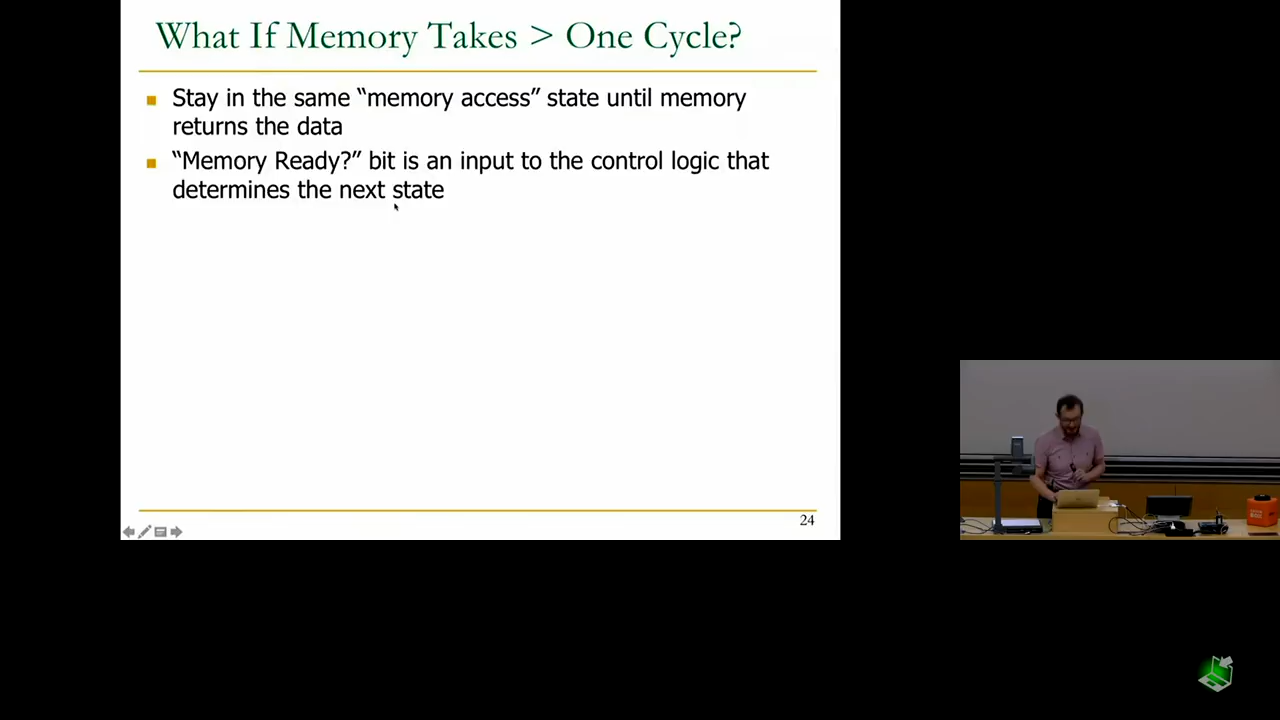 What If Memory Takes > One Cycle?
Stay in the same “memory access” state until memory
returns the data
“Memory Ready?” bit is an input to the control logic that
determines the next state
24